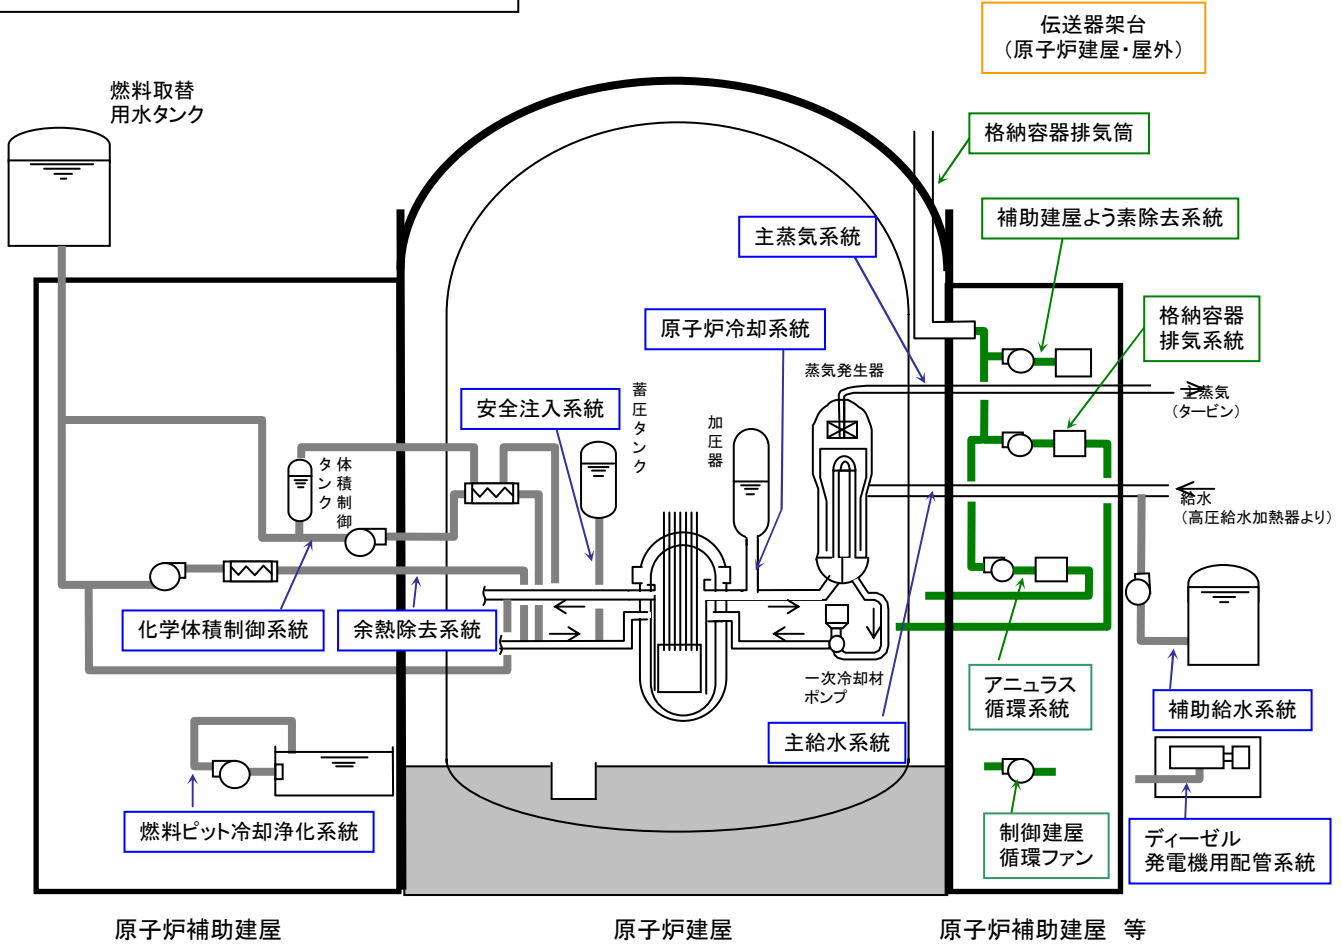 伝送器架台
（原子炉建屋・屋外）
燃料取替
用水タンク
格納容器排気筒
補助建屋よう素除去系統
主蒸気系統
格納容器
排気系統
原子炉冷却系統
蒸気発生器
主蒸気
（タービン）
安全注入系統
蓄圧タンク
加圧器
体積制御
タンク
給水
（高圧給水加熱器より）
化学体積制御系統
余熱除去系統
一次冷却材
ポンプ
アニュラス
循環系統
補助給水系統
主給水系統
燃料ピット冷却浄化系統
制御建屋
循環ファン
ディーゼル
発電機用配管系統
原子炉補助建屋
原子炉建屋
原子炉補助建屋 等